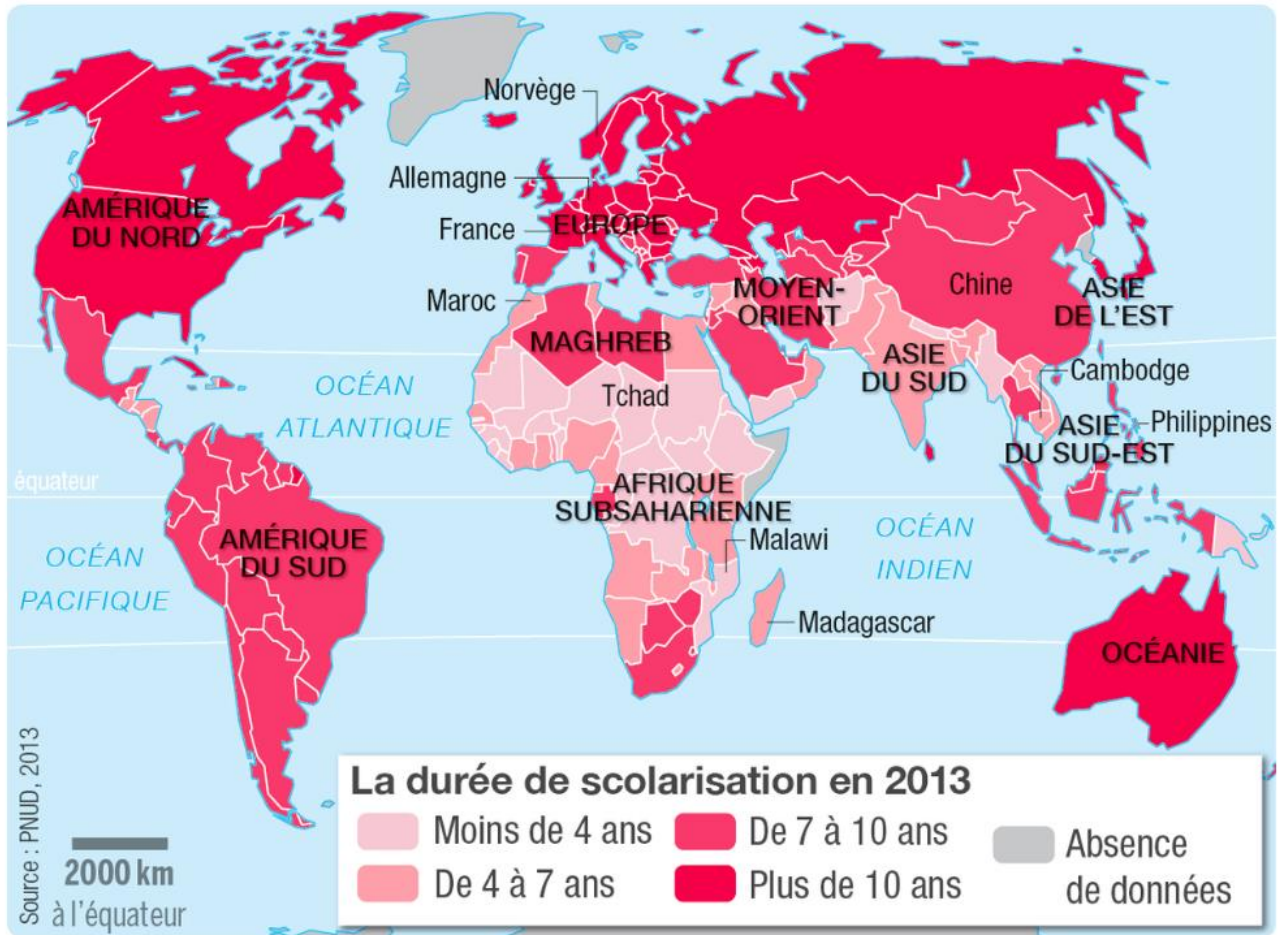 Norvège
Allemagne
AMÉRIQUE
DU NORD
EUROPE
France
Maroc
MOYEN-
ORIENT
Chine
ASIE
DE L'EST
MAGHREB
ASIE
DU SUD
OCÉAN
ATLANTIQUE
Tchad
Cambodge
ASIE
DU SUD-EST
Philippines
équateur
AFRIQUE
SUBSAHARIENNE
OCÉAN
INDIEN
Malawi
AMÉRIQUE
DU SUD
OCÉAN
PACIFIQUE
Madagascar
OCÉANIE
Source : PNUD, 2013
2000 km
à l'équateur
La durée de scolarisation en 2013
Moins de 4 ans
De 7 à 10 ans
Absence
de données
De 4 à 7 ans
Plus de 10 ans